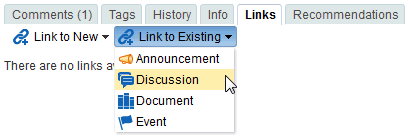 Comments (1) Tags History Info Links Recommendations
Link to New Link to Existing
There are no links
Announcement
Discussion
Document
Event